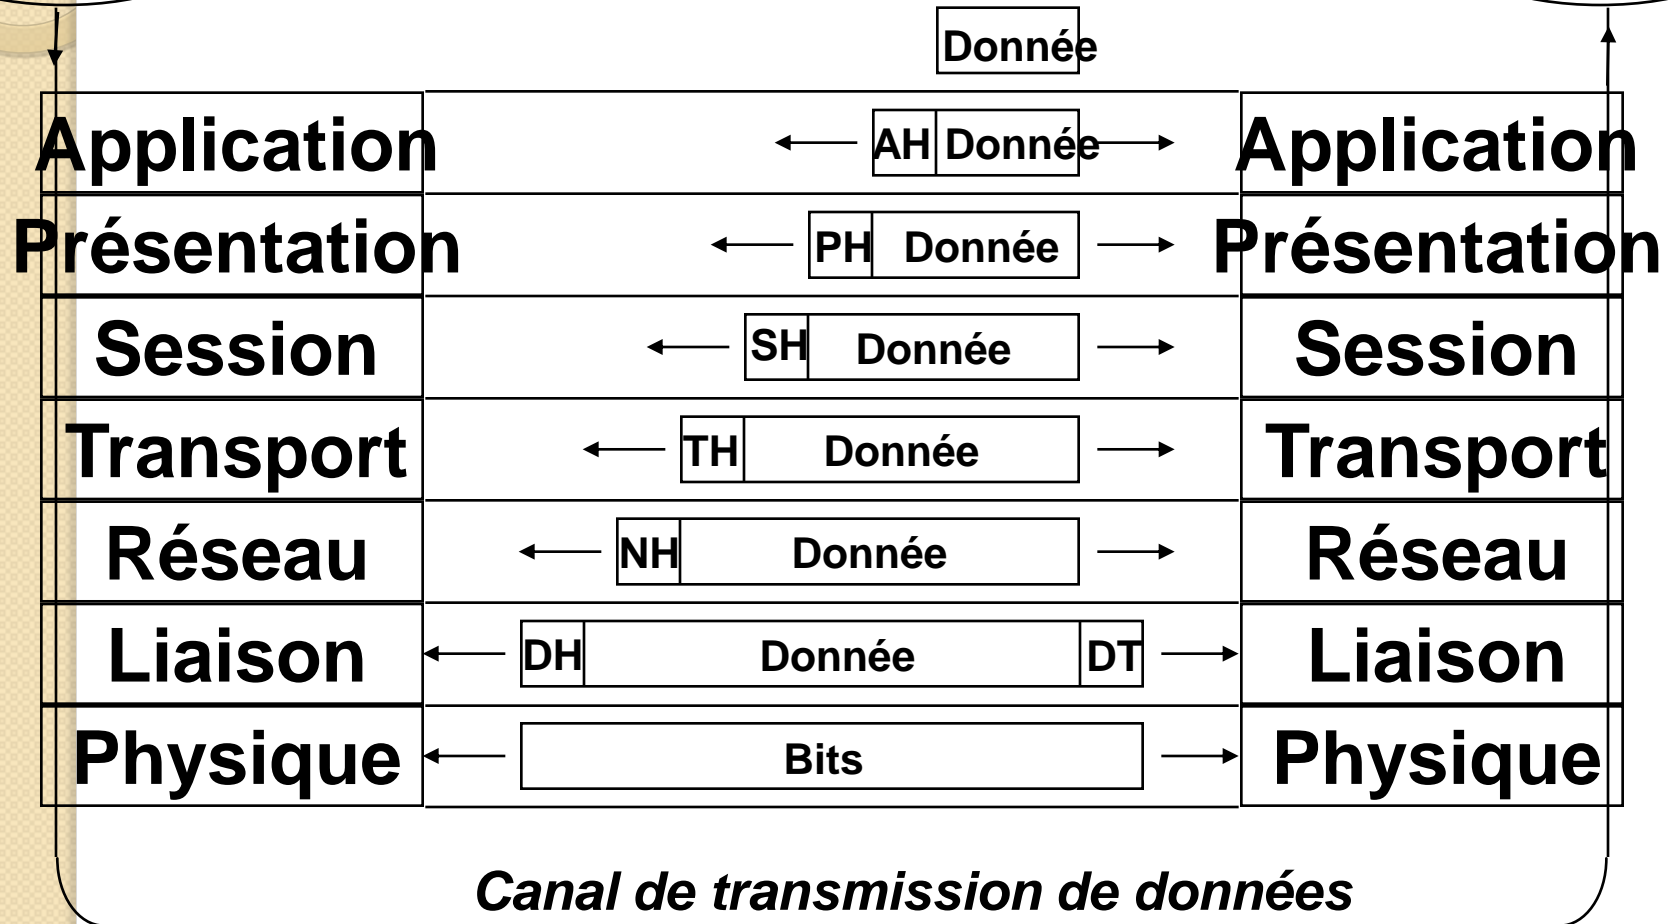 Donnée
Application AH Donnée Application
Présentation PH Donnée Présentation
Session SH Donnée Session
Transport TH Donnée Transport
Réseau NH Donnée Réseau
Liaison DH Donnée DT Liaison
Physique Bits Physique
Canal de transmission de données